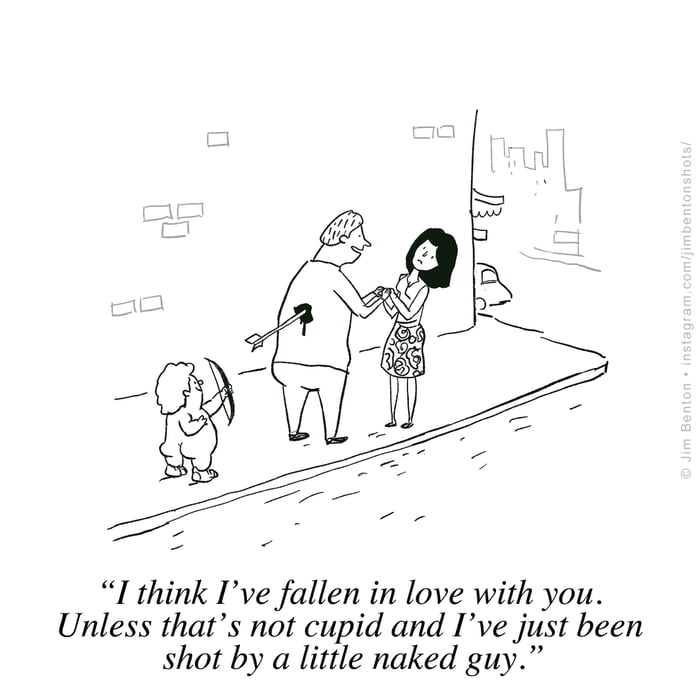 “I think I’ve fallen in love with you.
Unless that’s not cupid and I’ve just been
shot by a little naked guy.”
© Jim Benton • instagram.com/jimbentonshots/